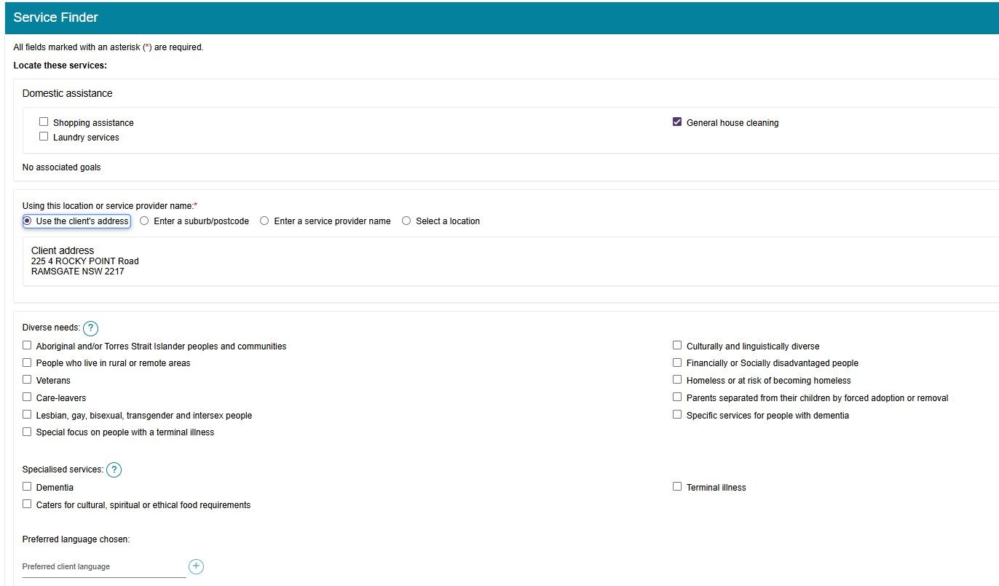 Service Finder
All fields marked with an asterisk (*) are required.
Locate these services:
Domestic assistance
Shopping assistance
General house cleaning
Laundry services
No associated goals
Using this location or service provider name:*
Use the client's address
Enter a suburb/postcode
Enter a service provider name
Select a location
Client address
225 4 ROCKY POINT Road
RAMSGATE NSW 2217
Diverse needs: ?
Aboriginal and/or Torres Strait Islander peoples and communities
Culturally and linguistically diverse
People who live in rural or remote areas
Financially or Socially disadvantaged people
Veterans
Homeless or at risk of becoming homeless
Care-leavers
Parents separated from their children by forced adoption or removal
Lesbian, gay, bisexual, transgender and intersex people
Specific services for people with dementia
Special focus on people with a terminal illness
Specialised services: ?
Dementia
Terminal illness
Caters for cultural, spiritual or ethical food requirements
Preferred language chosen:
Preferred client language